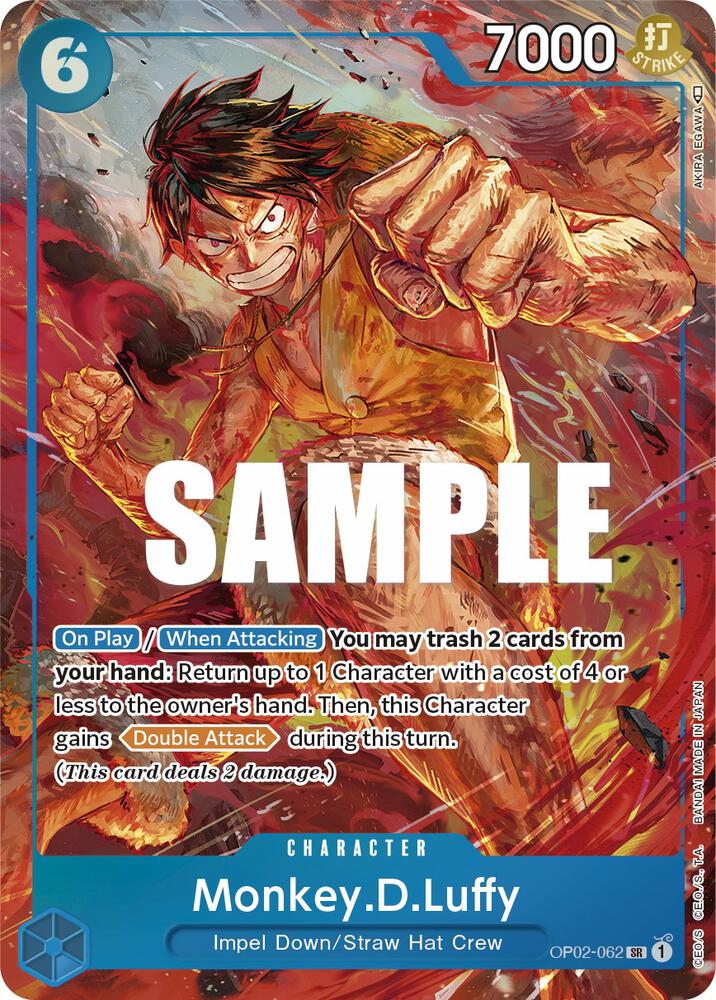 6
7000
打
STRIKE
AKIRA EGAWA
SAMPLE
On Play / When Attacking You may trash 2 cards from
your hand: Return up to 1 Character with a cost of 4 or
less to the owner's hand. Then, this Character
gains Double Attack during this turn.
(This card deals 2 damage.)
CHARACTER
Monkey.D.Luffy
Impel Down/Straw Hat Crew
OP02-062 SR 1
©E.O./S ©E.O./S., T.A. BANDAI MADE IN JAPAN